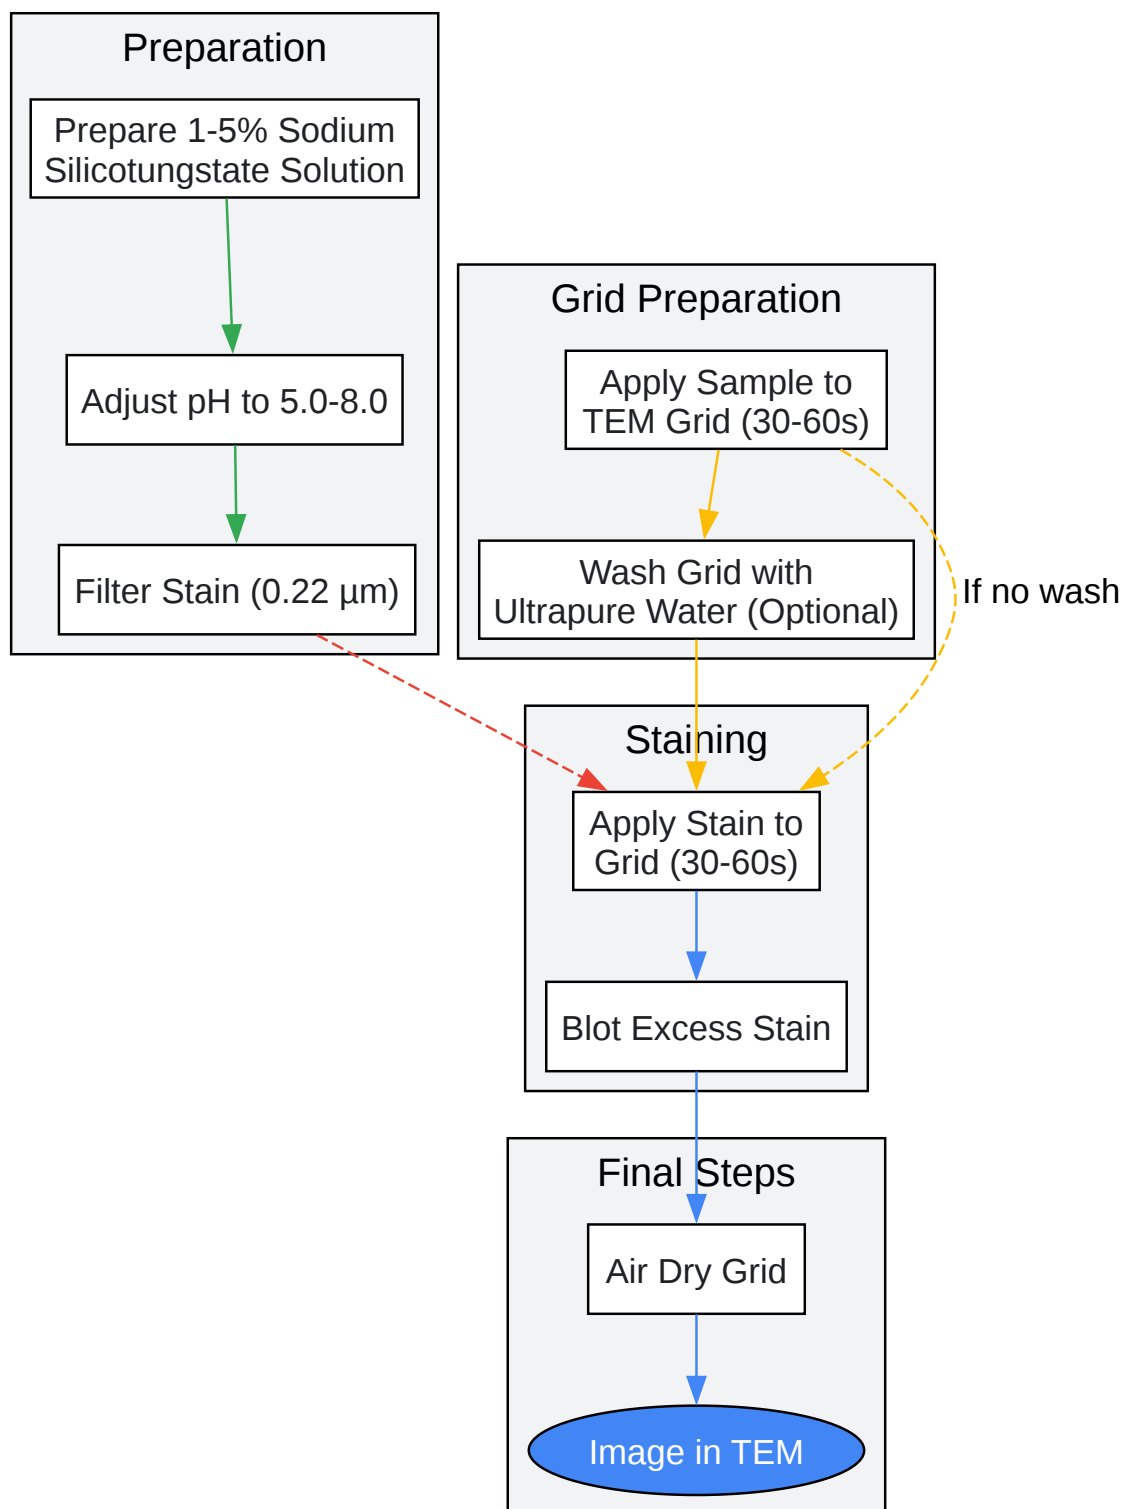 Preparation
Prepare 1-5% Sodium
Silicotungstate Solution
Adjust pH to 5.0-8.0
Filter Stain (0.22 µm)
Grid Preparation
Apply Sample to
TEM Grid (30-60s)
Wash Grid with
Ultrapure Water (Optional)
If no wash
Staining
Apply Stain to
Grid (30-60s)
Blot Excess Stain
Final Steps
Air Dry Grid
Image in TEM